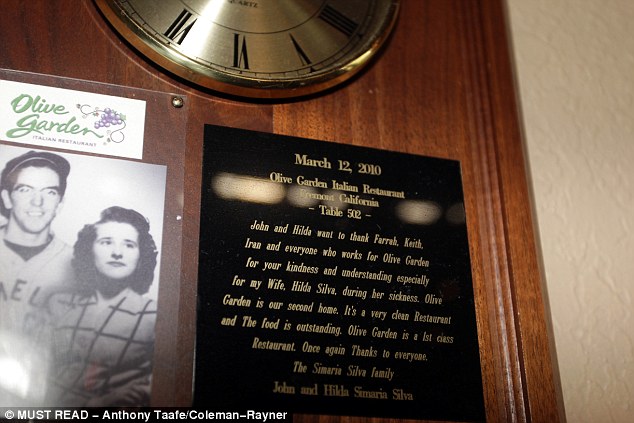 QUARTZ
VI
Olive
Garden
ITALIAN RESTAURANT
March 12, 2010
Olive Garden Italian Restaurant
Fremont California
- Table 502 -
John and Hilda want to thank Farrah, Keith,
Iran and everyone who works for Olive Garden
for your kindness and understanding especially
for my Wife, Hilda Silva, during her sickness. Olive
Garden is our second home. It's a very clean Restaurant
and The food is outstanding. Olive Garden is a 1st class
Restaurant. Once again Thanks to everyone.
The Simaria Silva family
John and Hilda Simaria Silva
© MUST READ – Anthony Taafe/Coleman–Rayner